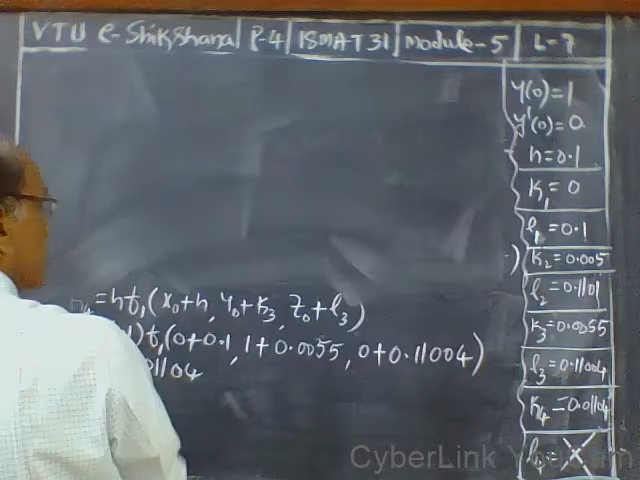 VTU e-Shikshana P-4 18MAT31 Module-5 L-7
y(0)=1
y'(0)=0
h=0.1
K₁=0
l₁=0.1
K₂=0.005
l₂=0.1101
K₃=0.0055
l₃=0.11004
K₄=0.01104
l₄=X
=hf₁(x₀+h, y₀+k₃, z₀+l₃)
)f₁(0+0.1, 1+0.0055, 0+0.11004)
01104
CyberLink